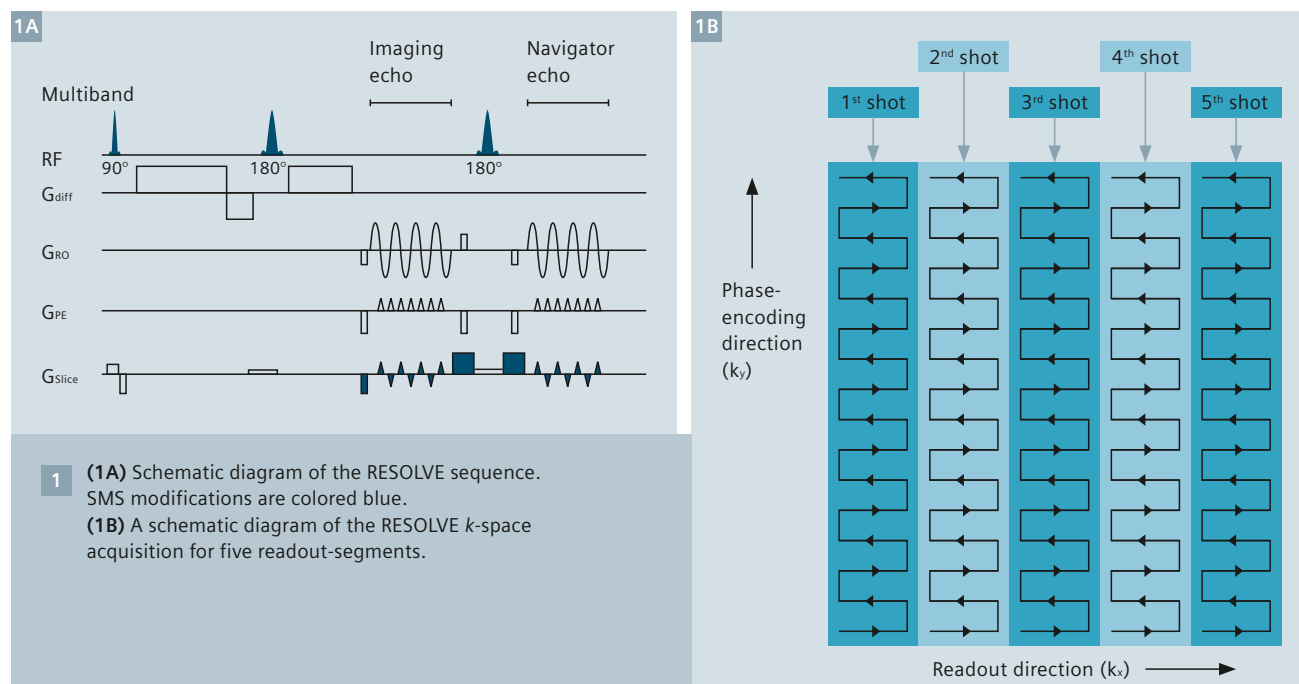 1A
Imaging
echo
Navigator
echo
Multiband
RF
90°
180°
180°
Gdiff
GRO
GPE
GSlice
1
(1A) Schematic diagram of the RESOLVE sequence.
SMS modifications are colored blue.
(1B) A schematic diagram of the RESOLVE k-space
acquisition for five readout-segments.
1B
2nd shot
4th shot
1st shot
3rd shot
5th shot
Phase-
encoding
direction
(ky)
Readout direction (kx)